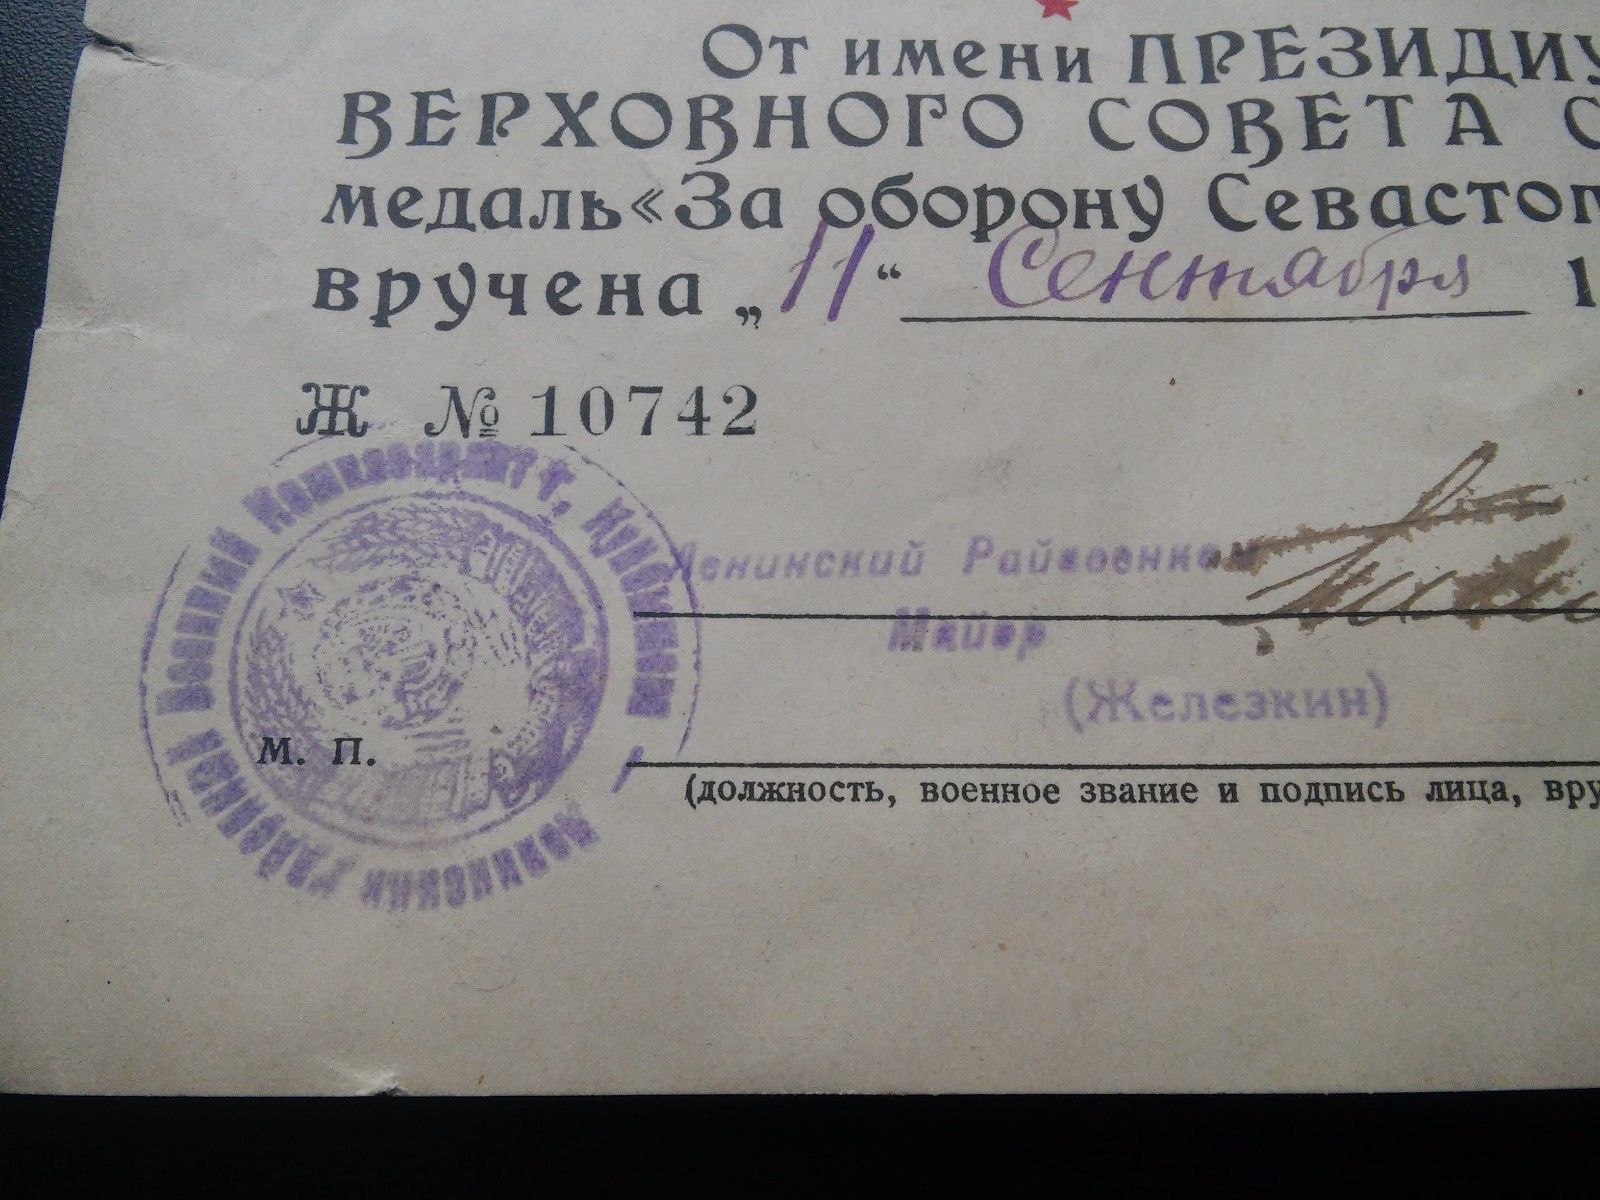 От имени ПРЕЗИДИУ
ВЕРХОВНОГО СОВЕТА С
медаль «За оборону Севастоп
вручена „11“ Сентября 1
Ж № 10742
Ленинский Райвоенком
Майор
(Железкин)
М. П.
(должность, военное звание и подпись лица, вру